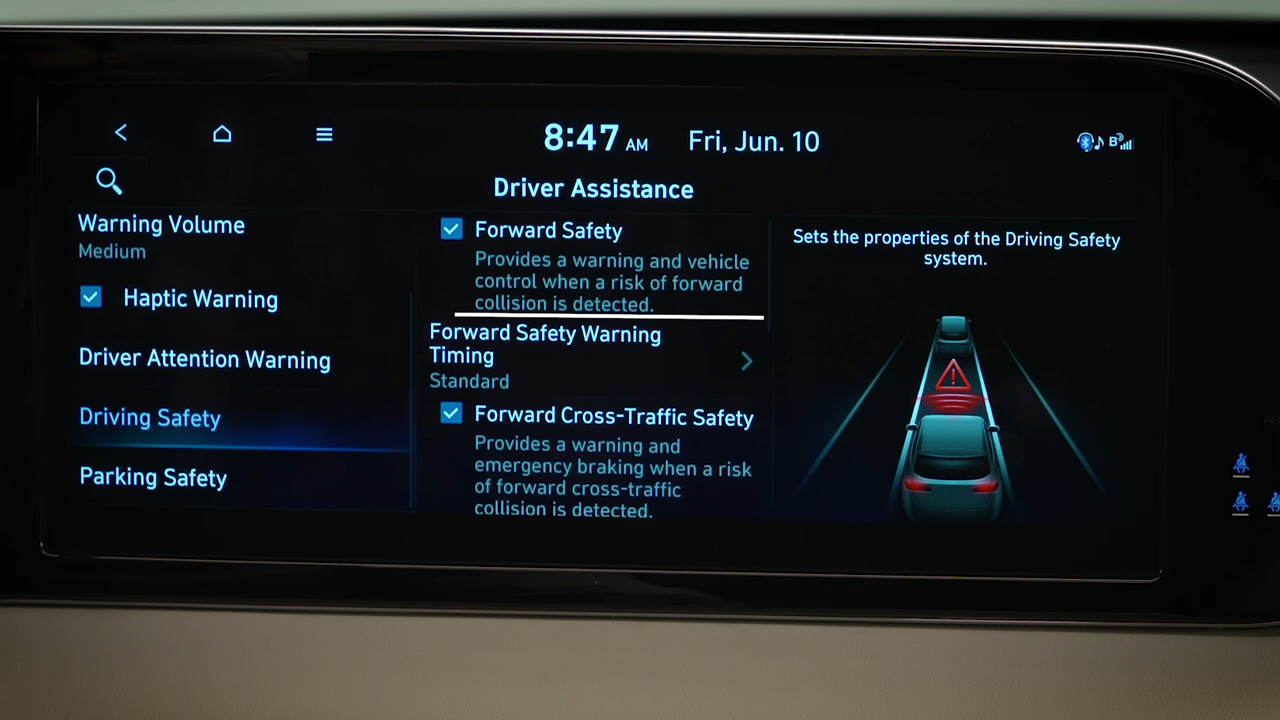 8:47 AM Fri, Jun. 10
B
Driver Assistance
Warning Volume
Medium
Haptic Warning
Driver Attention Warning
Driving Safety
Parking Safety
Forward Safety
Provides a warning and vehicle
control when a risk of forward
collision is detected.
Forward Safety Warning
Timing
Standard
Forward Cross-Traffic Safety
Provides a warning and
emergency braking when a risk
of forward cross-traffic
collision is detected.
Sets the properties of the Driving Safety
system.